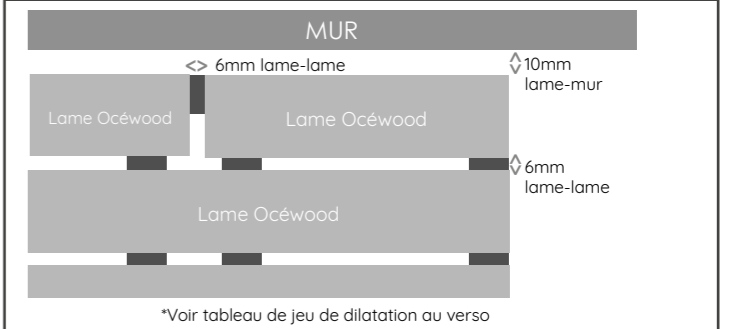 MUR
<> 6mm lame-lame
10mm
lame-mur
Lame Océwood
Lame Océwood
6mm
lame-lame
Lame Océwood
*Voir tableau de jeu de dilatation au verso